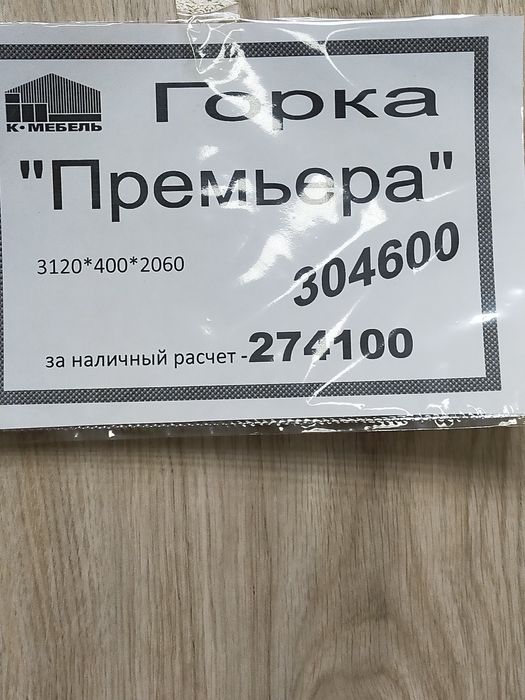 К•МЕБЕЛЬ
Горка
"Премьера"
3120*400*2060
304600
за наличный расчет -274100